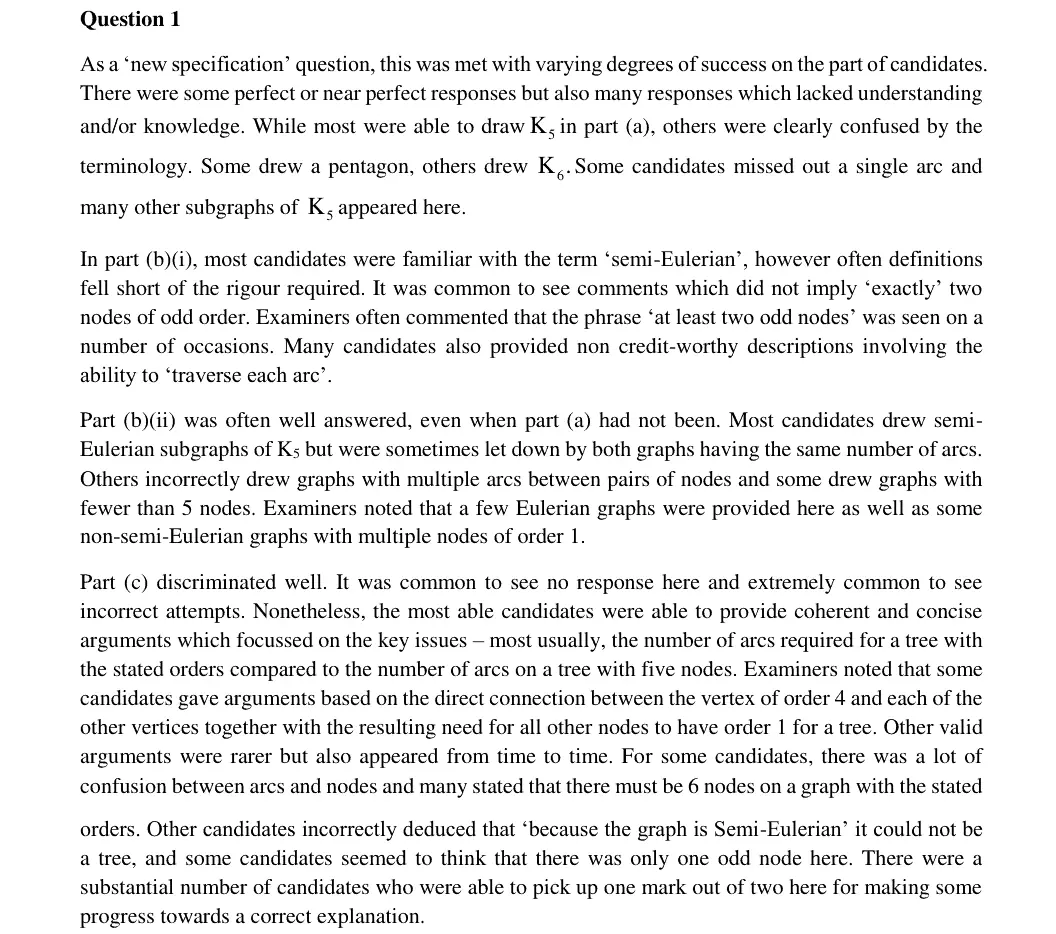 Question 1
As a ‘new specification’ question, this was met with varying degrees of success on the part of candidates.
There were some perfect or near perfect responses but also many responses which lacked understanding
and/or knowledge. While most were able to draw K₅ in part (a), others were clearly confused by the
terminology. Some drew a pentagon, others drew K₆. Some candidates missed out a single arc and
many other subgraphs of K₅ appeared here.
In part (b)(i), most candidates were familiar with the term ‘semi-Eulerian’, however often definitions
fell short of the rigour required. It was common to see comments which did not imply ‘exactly’ two
nodes of odd order. Examiners often commented that the phrase ‘at least two odd nodes’ was seen on a
number of occasions. Many candidates also provided non credit-worthy descriptions involving the
ability to ‘traverse each arc’.
Part (b)(ii) was often well answered, even when part (a) had not been. Most candidates drew semi-
Eulerian subgraphs of K₅ but were sometimes let down by both graphs having the same number of arcs.
Others incorrectly drew graphs with multiple arcs between pairs of nodes and some drew graphs with
fewer than 5 nodes. Examiners noted that a few Eulerian graphs were provided here as well as some
non-semi-Eulerian graphs with multiple nodes of order 1.
Part (c) discriminated well. It was common to see no response here and extremely common to see
incorrect attempts. Nonetheless, the most able candidates were able to provide coherent and concise
arguments which focussed on the key issues – most usually, the number of arcs required for a tree with
the stated orders compared to the number of arcs on a tree with five nodes. Examiners noted that some
candidates gave arguments based on the direct connection between the vertex of order 4 and each of the
other vertices together with the resulting need for all other nodes to have order 1 for a tree. Other valid
arguments were rarer but also appeared from time to time. For some candidates, there was a lot of
confusion between arcs and nodes and many stated that there must be 6 nodes on a graph with the stated
orders. Other candidates incorrectly deduced that ‘because the graph is Semi-Eulerian’ it could not be
a tree, and some candidates seemed to think that there was only one odd node here. There were a
substantial number of candidates who were able to pick up one mark out of two here for making some
progress towards a correct explanation.